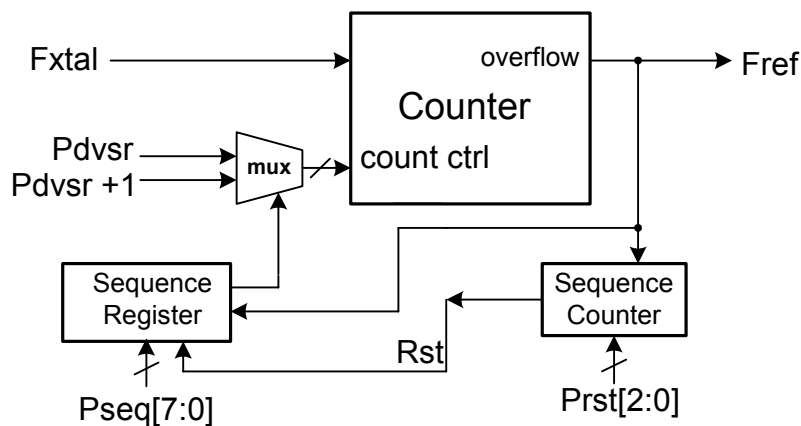 Fxtal
overflow
Fref
Counter
Pdvsr
Pdvsr +1
mux
count ctrl
Sequence
Register
Sequence
Counter
Rst
Pseq[7:0]
Prst[2:0]